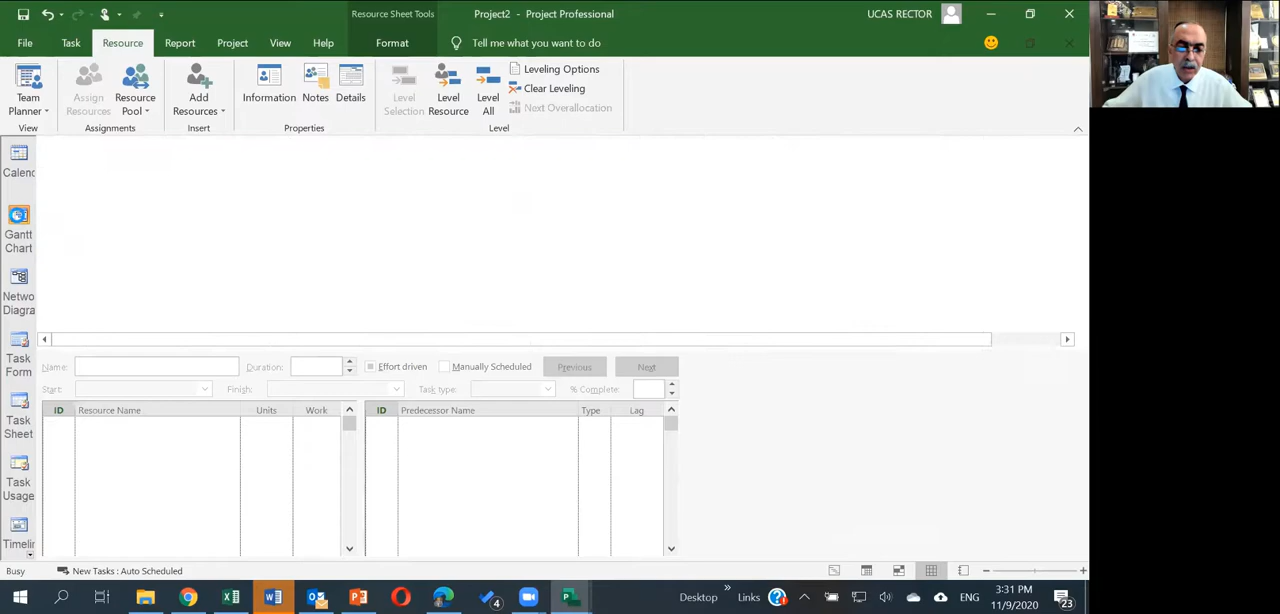 Resource Sheet Tools
Project2 - Project Professional
UCAS RECTOR
File Task Resource Report Project View Help Format Tell me what you want to do
Team Planner
Assign Resources
Resource Pool
Add Resources
Information
Notes
Details
Level Selection
Level Resource
Level All
Leveling Options
Clear Leveling
Next Overallocation
View Assignments Insert Properties Level
Calend
Gantt Chart
Netwo Diagra
Task Form
Task Sheet
Task Usage
Timeli
Name: Duration: Effort driven Manually Scheduled Previous Next
Start: Finish: Task type: % Complete:
ID Resource Name Units Work ID Predecessor Name Type Lag
Busy New Tasks : Auto Scheduled
4 Desktop Links ENG 3:31 PM
11/9/2020 23